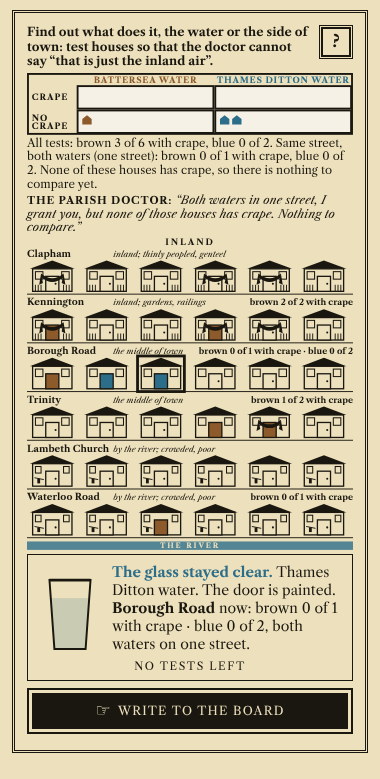 Find out what does it, the water or the side of
town: test houses so that the doctor cannot
say “that is just the inland air”.
?
BATTERSEA WATER THAMES DITTON WATER
CRAPE
NO
CRAPE
All tests: brown 3 of 6 with crape, blue 0 of 2. Same street,
both waters (one street): brown 0 of 1 with crape, blue 0 of
2. None of these houses has crape, so there is nothing to
compare yet.
THE PARISH DOCTOR: “Both waters in one street, I
grant you, but none of those houses has crape. Nothing to
compare.”
INLAND
Clapham inland; thinly peopled, genteel
Kennington inland; gardens, railings brown 2 of 2 with crape
Borough Road the middle of town brown 0 of 1 with crape · blue 0 of 2
Trinity the middle of town brown 1 of 2 with crape
Lambeth Church by the river; crowded, poor
Waterloo Road by the river; crowded, poor brown 0 of 1 with crape
THE RIVER
The glass stayed clear. Thames
Ditton water. The door is painted.
Borough Road now: brown 0 of 1
with crape · blue 0 of 2, both
waters on one street.
NO TESTS LEFT
☞ WRITE TO THE BOARD